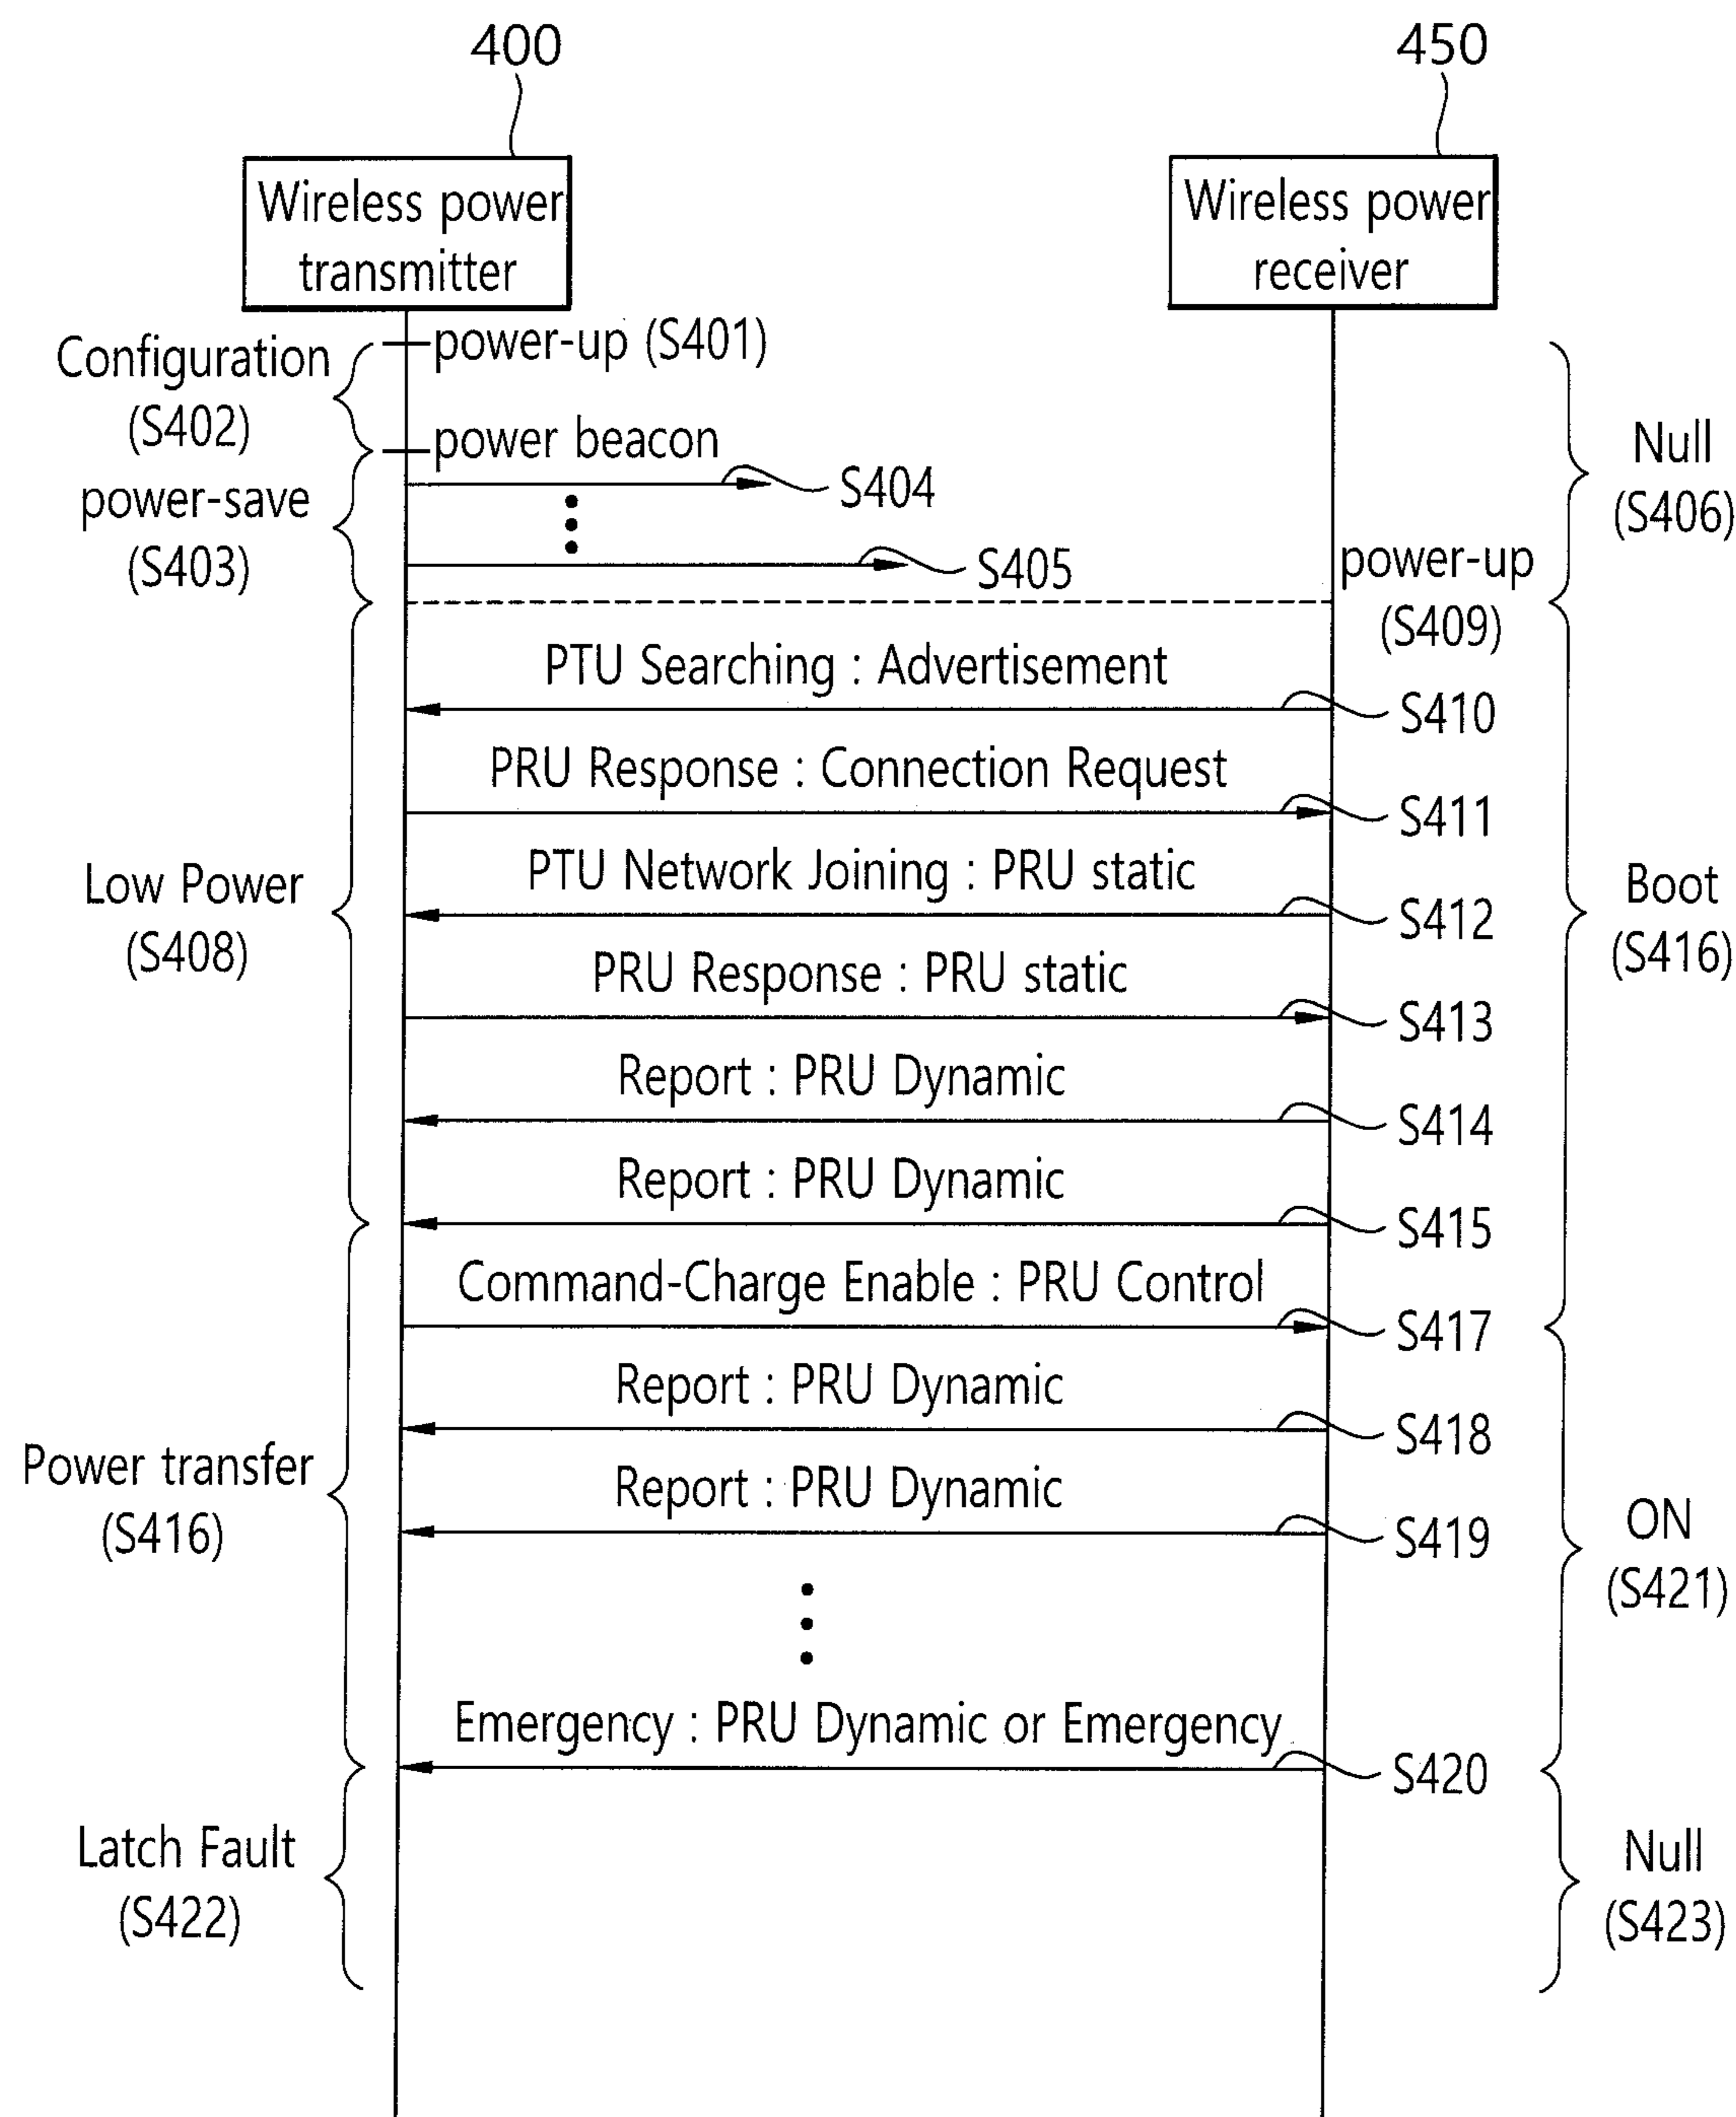 400
450
Wireless power
transmitter
Wireless power
receiver
power-up (S401)
Configuration
(S402)
power beacon
Null
(S406)
power-save
(S403)
S404
S405
power-up
(S409)
PTU Searching : Advertisement
S410
PRU Response : Connection Request
S411
Low Power
(S408)
PTU Network Joining : PRU static
S412
Boot
(S416)
PRU Response : PRU static
S413
Report : PRU Dynamic
S414
Report : PRU Dynamic
S415
Command-Charge Enable : PRU Control
S417
Report : PRU Dynamic
S418
Power transfer
(S416)
Report : PRU Dynamic
S419
ON
(S421)
Emergency : PRU Dynamic or Emergency
S420
Latch Fault
(S422)
Null
(S423)